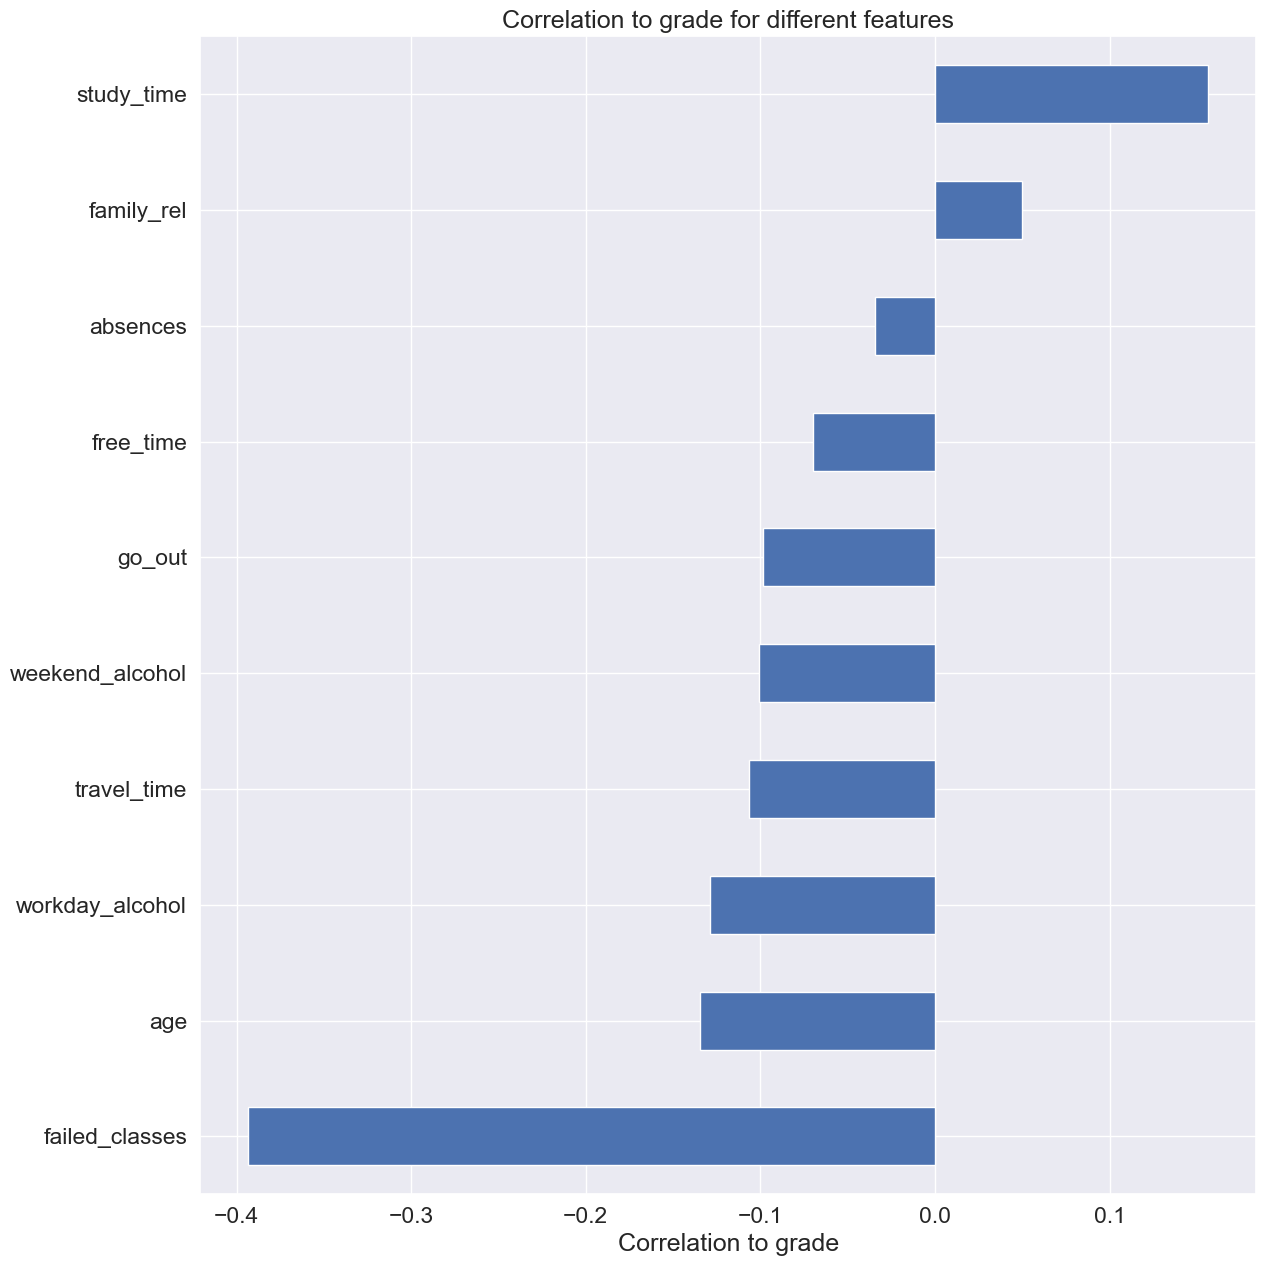 Correlation to grade for different features
study_time
family_rel
absences
free_time
go_out
weekend_alcohol
travel_time
workday_alcohol
age
failed_classes
−0.4 −0.3 −0.2 −0.1 0.0 0.1
Correlation to grade